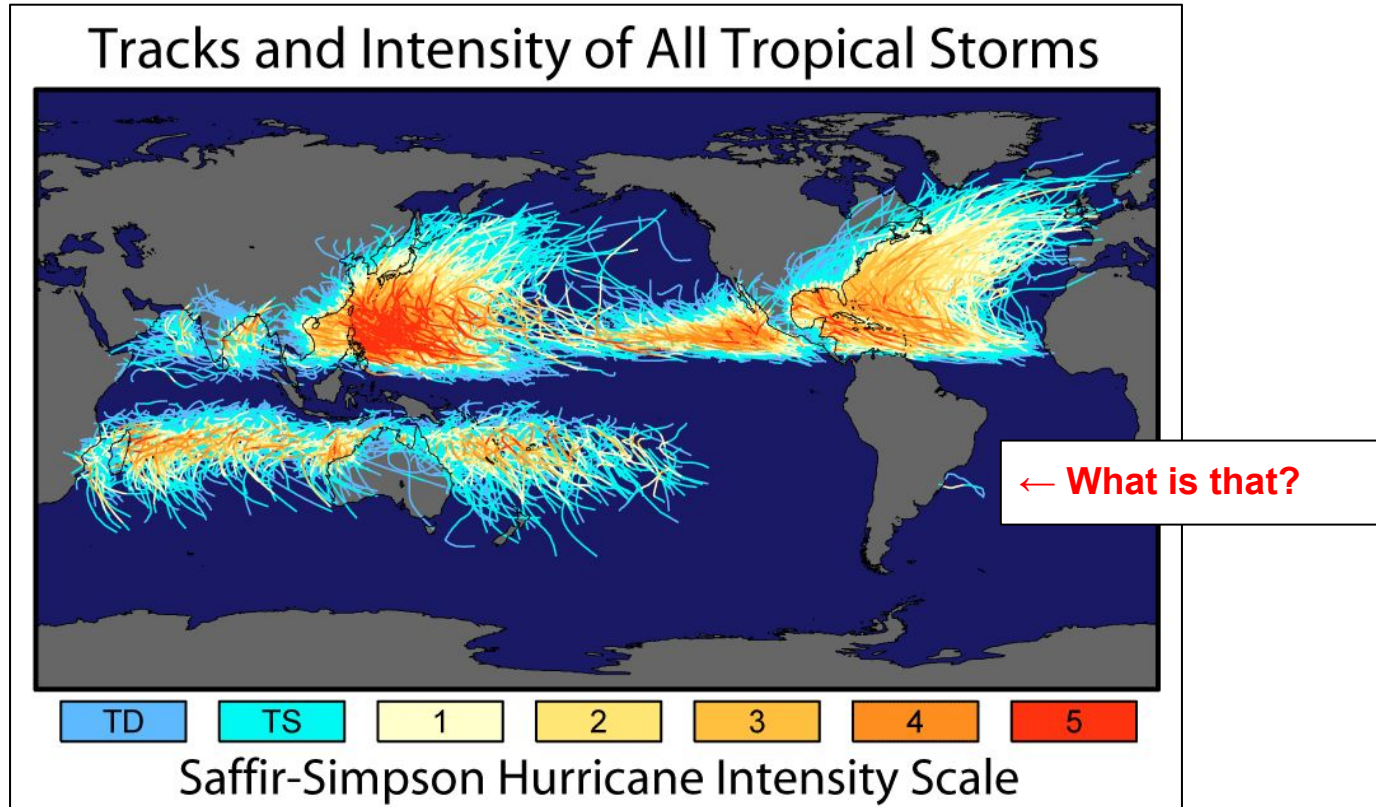 Tracks and Intensity of All Tropical Storms
← What is that?
TD TS 1 2 3 4 5
Saffir-Simpson Hurricane Intensity Scale